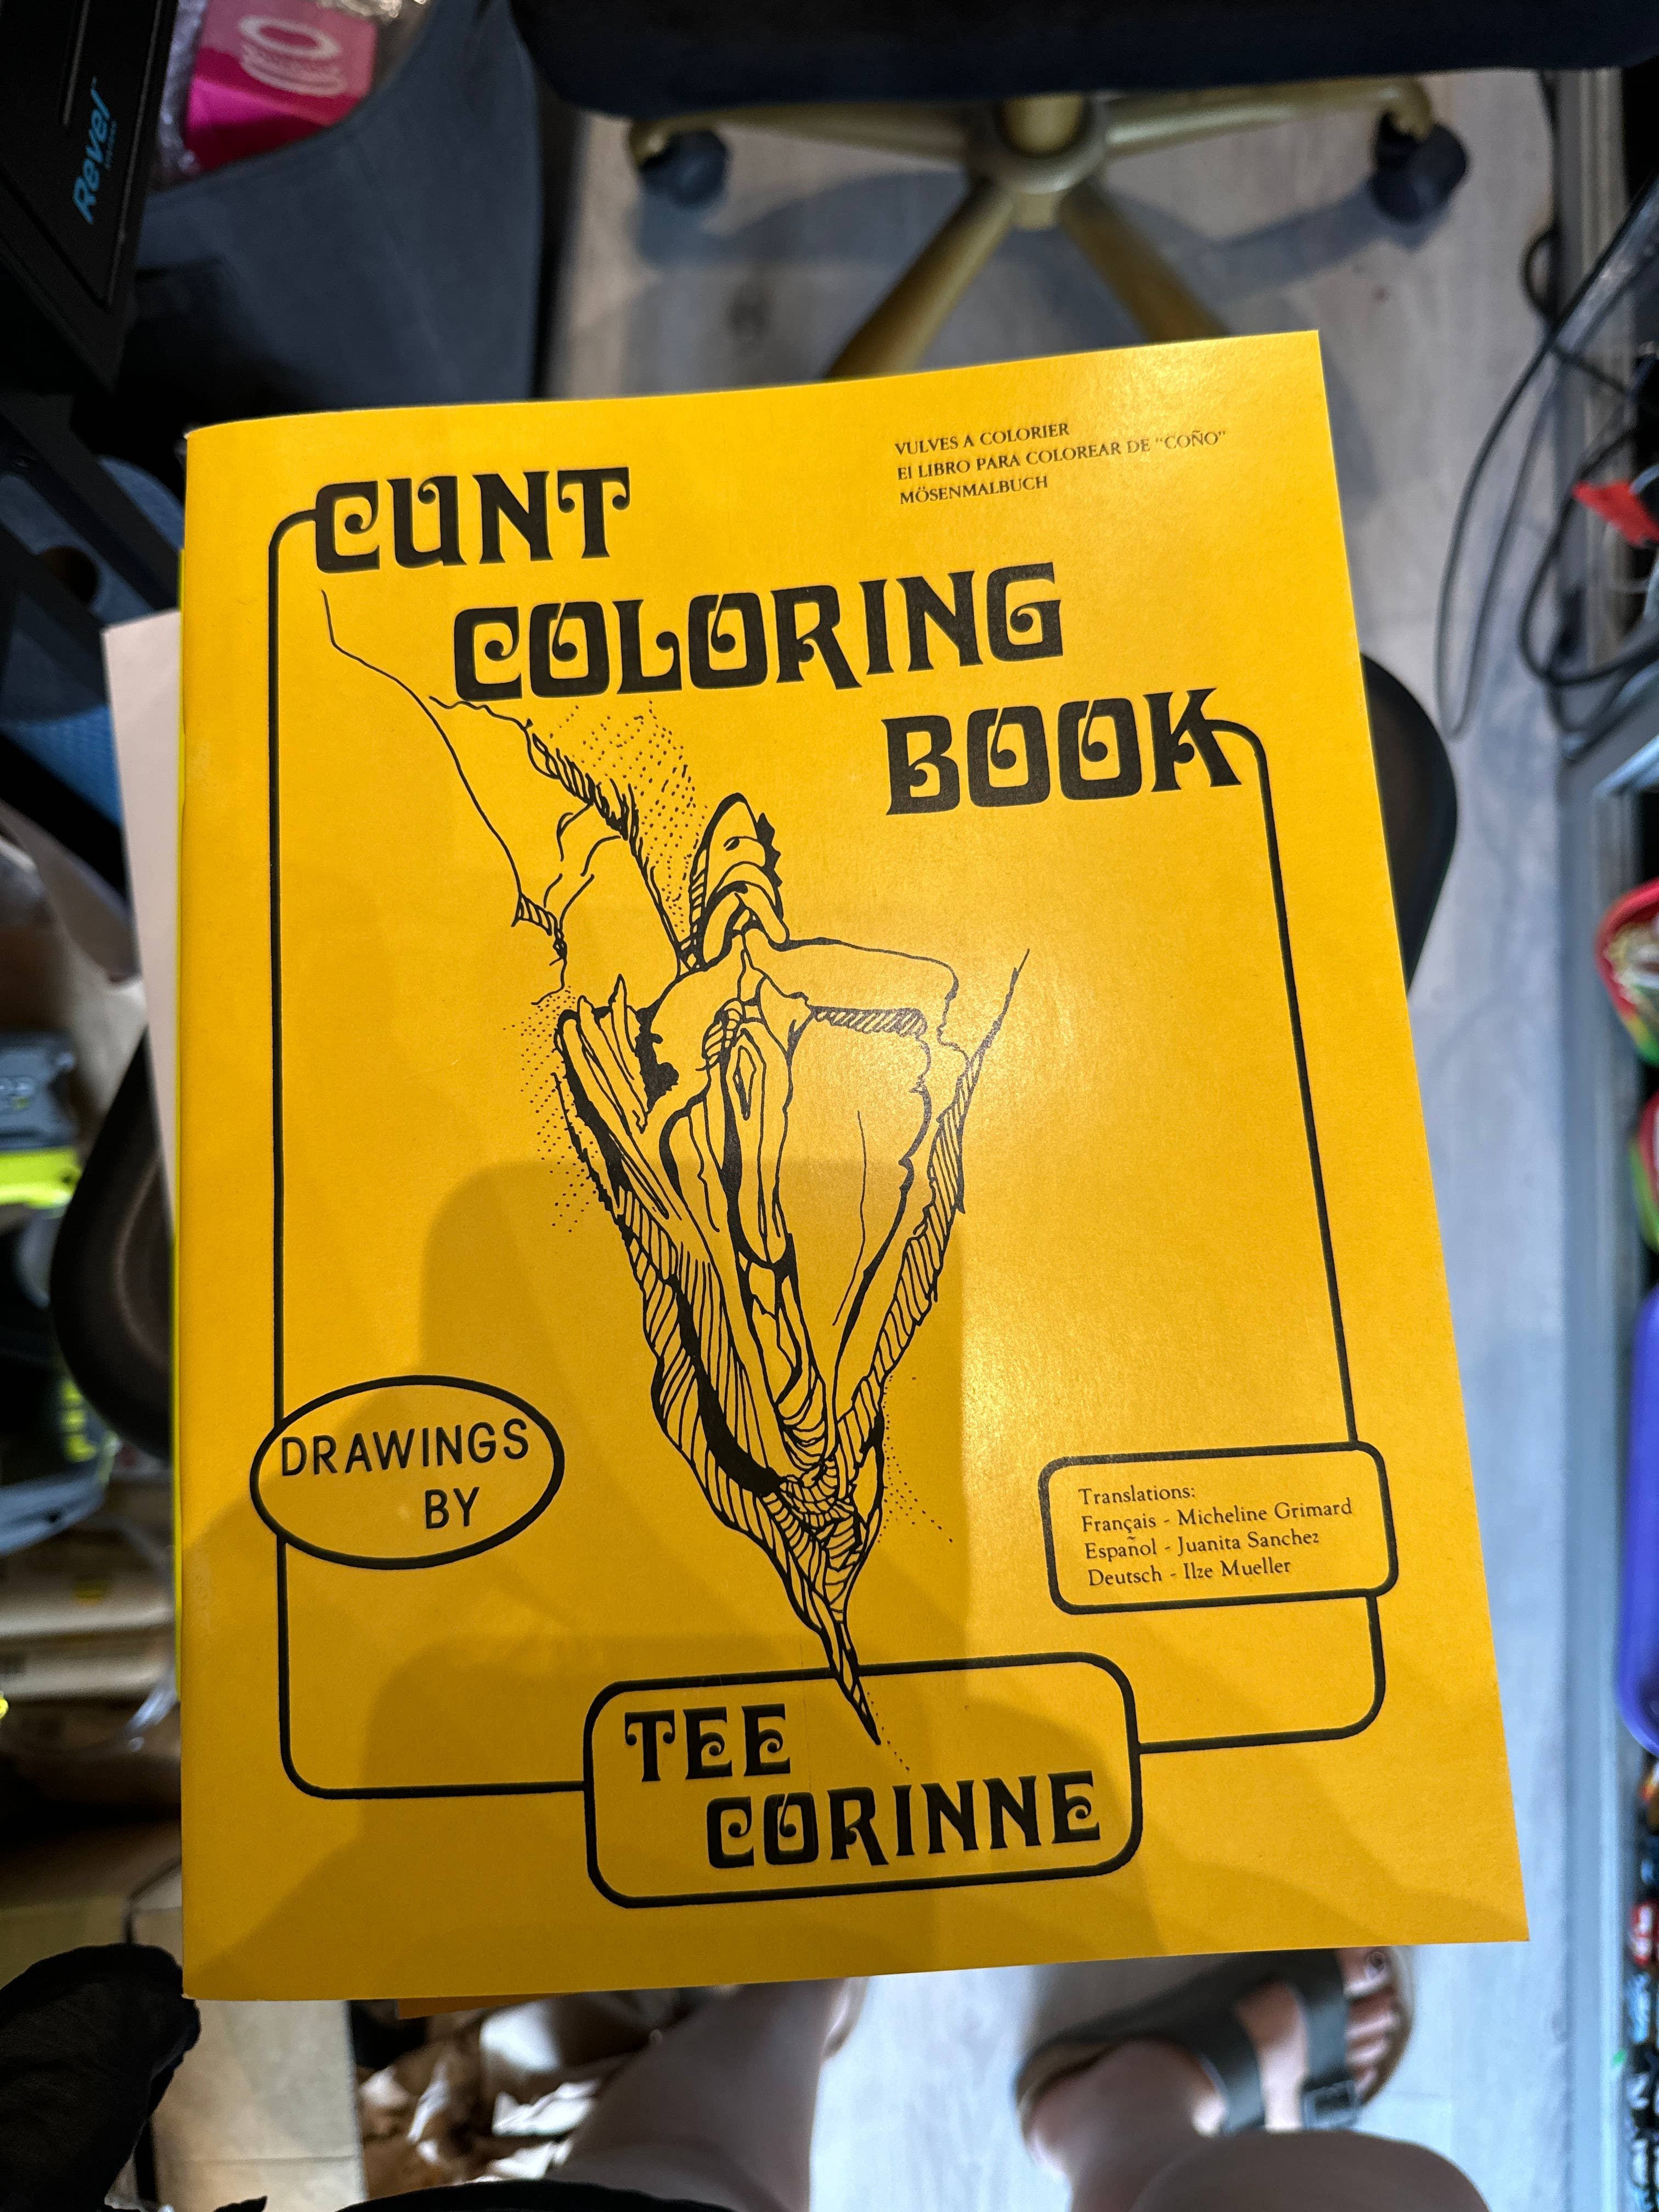 Revel
CUNT
COLORING
BOOK
VULVES A COLORIER
El LIBRO PARA COLOREAR DE "COÑO"
MÖSENMALBUCH
DRAWINGS
BY
TEE
CORINNE
Translations:
Français - Micheline Grimard
Español - Juanita Sanchez
Deutsch - Ilze Mueller